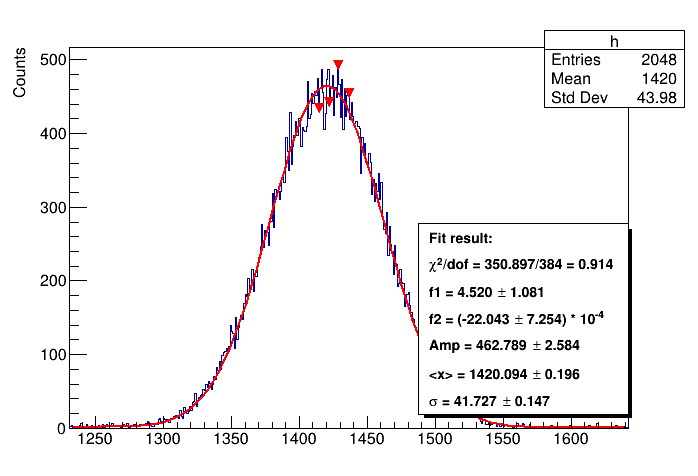 h
Entries 2048
Mean 1420
Std Dev 43.98
Counts
500
400
300
200
100
0
Fit result:
χ²/dof = 350.897/384 = 0.914
f1 = 4.520 ± 1.081
f2 = (-22.043 ± 7.254) * 10⁻⁴
Amp = 462.789 ± 2.584
<x> = 1420.094 ± 0.196
σ = 41.727 ± 0.147
1250 1300 1350 1400 1450 1500 1550 1600